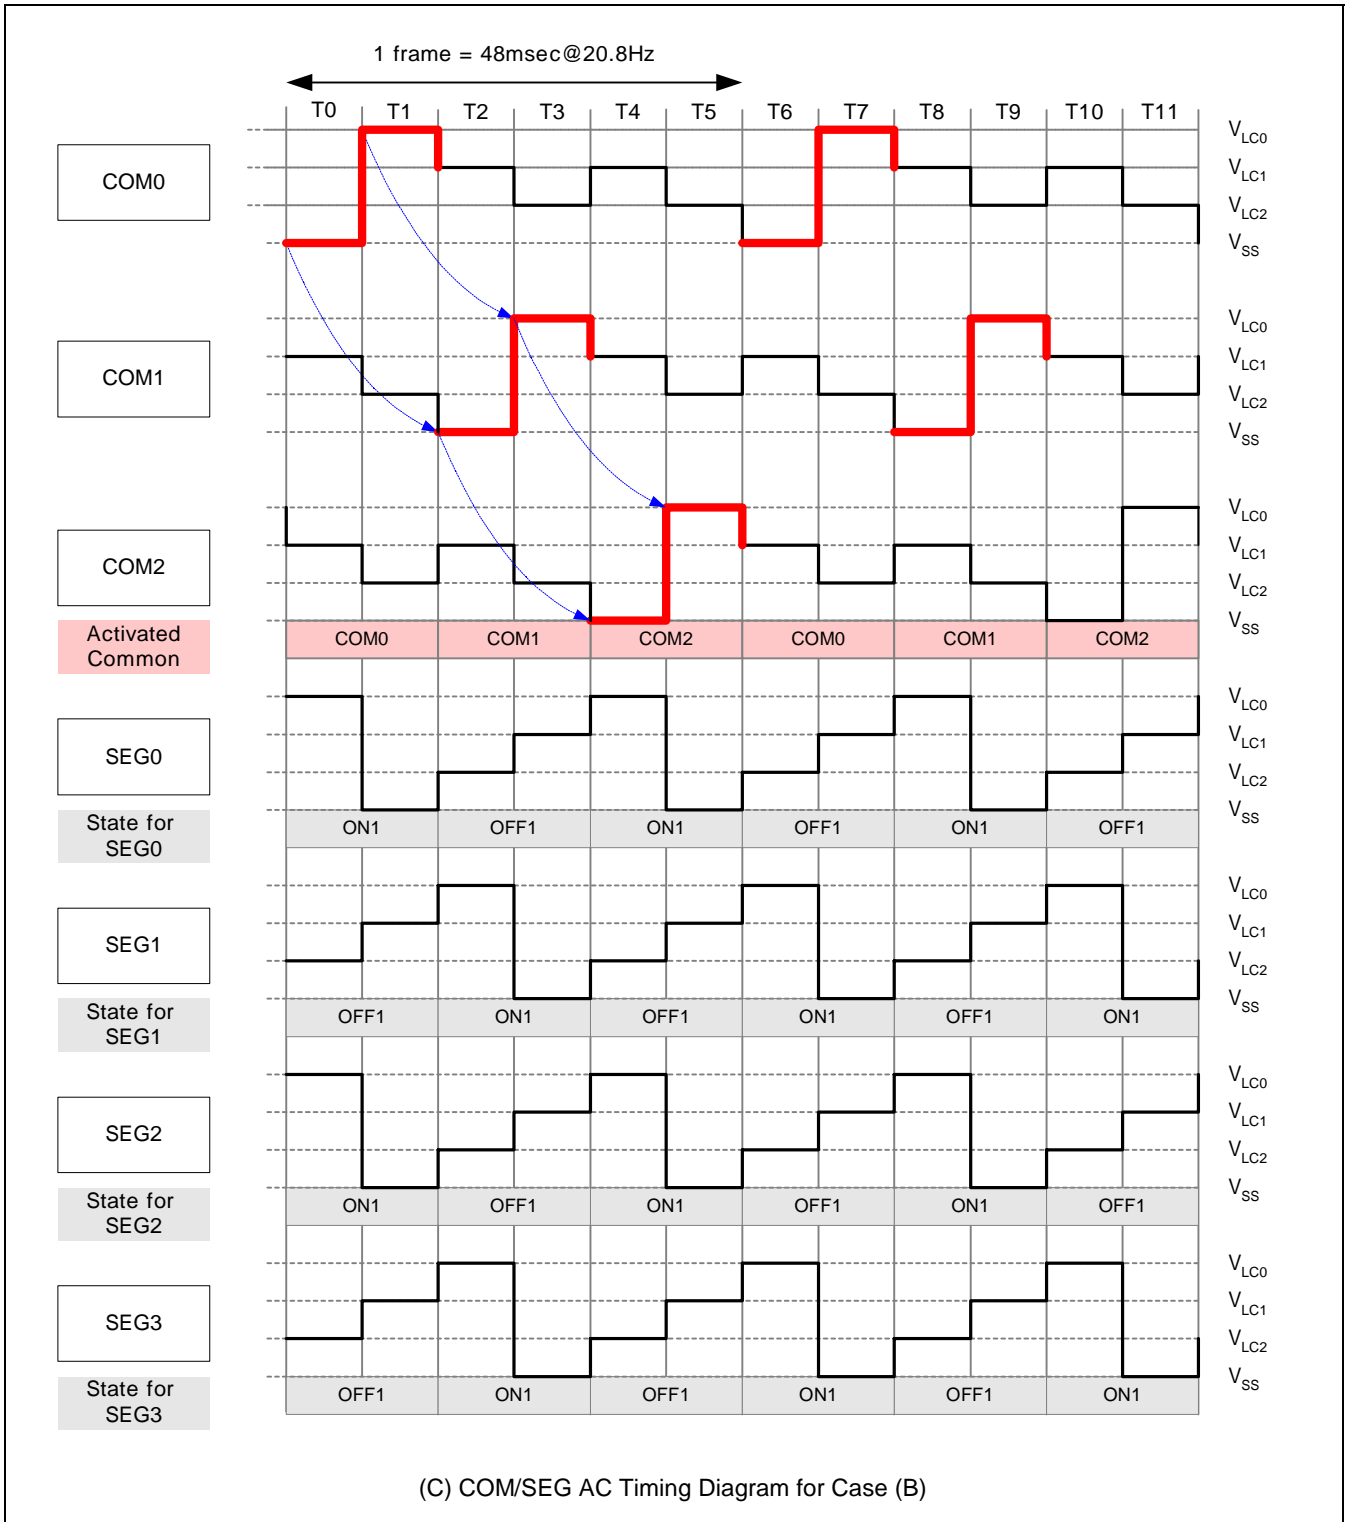 1 frame = 48msec@20.8Hz
T0 T1 T2 T3 T4 T5 T6 T7 T8 T9 T10 T11
COM0
VLC0
VLC1
VLC2
VSS
COM1
VLC0
VLC1
VLC2
VSS
COM2
VLC0
VLC1
VLC2
VSS
Activated
Common
COM0 COM1 COM2 COM0 COM1 COM2
SEG0
VLC0
VLC1
VLC2
VSS
State for
SEG0
ON1 OFF1 ON1 OFF1 ON1 OFF1
SEG1
VLC0
VLC1
VLC2
VSS
State for
SEG1
OFF1 ON1 OFF1 ON1 OFF1 ON1
SEG2
VLC0
VLC1
VLC2
VSS
State for
SEG2
ON1 OFF1 ON1 OFF1 ON1 OFF1
SEG3
VLC0
VLC1
VLC2
VSS
State for
SEG3
OFF1 ON1 OFF1 ON1 OFF1 ON1
(C) COM/SEG AC Timing Diagram for Case (B)